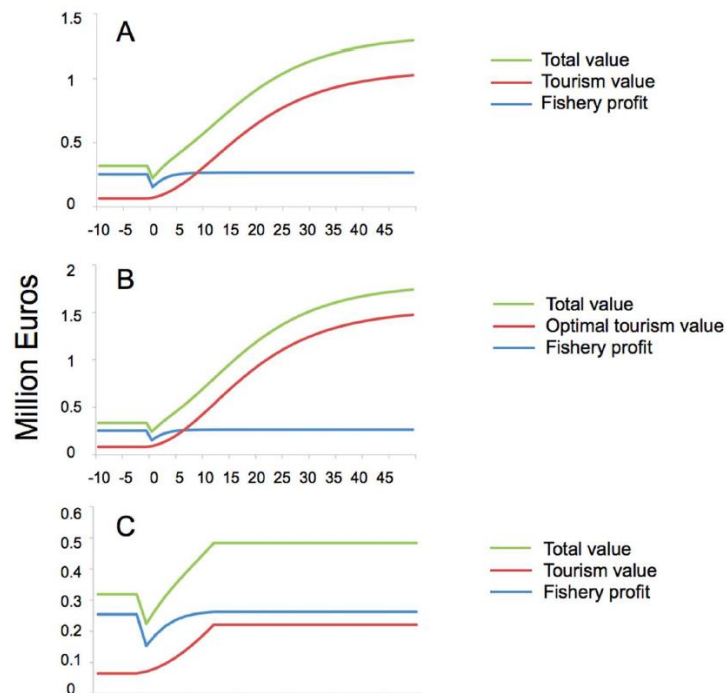 A
1.5
1
0.5
0
-10 -5 0 5 10 15 20 25 30 35 40 45
Total value
Tourism value
Fishery profit
Million Euros
B
2
1.5
1
0.5
0
-10 -5 0 5 10 15 20 25 30 35 40 45
Total value
Optimal tourism value
Fishery profit
C
0.6
0.5
0.4
0.3
0.2
0.1
0
Total value
Tourism value
Fishery profit